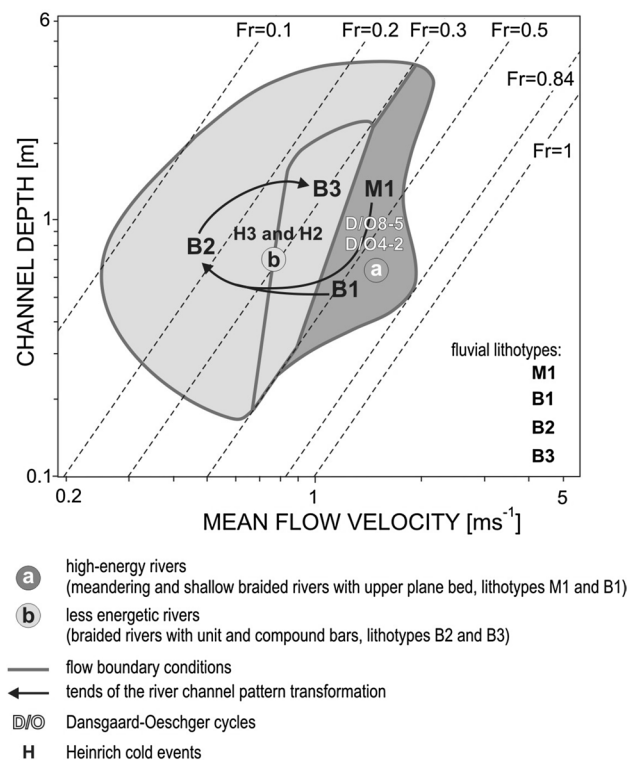 6
Fr=0.1
Fr=0.2
Fr=0.3
Fr=0.5
Fr=0.84
Fr=1
CHANNEL DEPTH [m]
B3
M1
D/O8-5
H3 and H2
D/O4-2
1
B2
b
a
B1
fluvial lithotypes:
M1
B1
B2
B3
0.1
0.2
1
5
MEAN FLOW VELOCITY [ms-1]
a
high-energy rivers
(meandering and shallow braided rivers with upper plane bed, lithotypes M1 and B1)
b
less energetic rivers
(braided rivers with unit and compound bars, lithotypes B2 and B3)
flow boundary conditions
tends of the river channel pattern transformation
D/O Dansgaard-Oeschger cycles
H Heinrich cold events